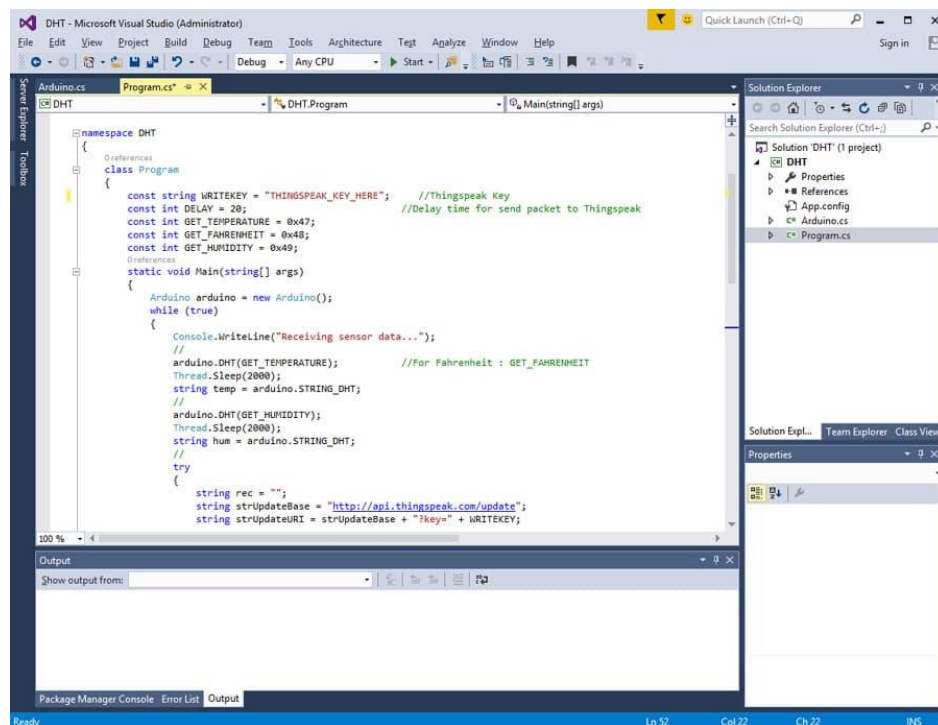 DHT - Microsoft Visual Studio (Administrator)
Quick Launch (Ctrl+Q)
File Edit View Project Build Debug Team Tools Architecture Test Analyze Window Help
Sign in
Debug Any CPU Start
Server Explorer
Toolbox
Arduino.cs Program.cs*
DHT DHT.Program Main(string[] args)
namespace DHT
{
0 references
class Program
{
const string WRITEKEY = "THINGSPEAK_KEY_HERE"; //Thingspeak Key
const int DELAY = 20; //Delay time for send packet to Thingspeak
const int GET_TEMPERATURE = 0x47;
const int GET_FAHRENHEIT = 0x48;
const int GET_HUMIDITY = 0x49;
0 references
static void Main(string[] args)
{
Arduino arduino = new Arduino();
while (true)
{
Console.WriteLine("Receiving sensor data...");
//
arduino.DHT(GET_TEMPERATURE); //For Fahrenheit : GET_FAHRENHEIT
Thread.Sleep(2000);
string temp = arduino.STRING_DHT;
//
arduino.DHT(GET_HUMIDITY);
Thread.Sleep(2000);
string hum = arduino.STRING_DHT;
//
try
{
string rec = "";
string strUpdateBase = "http://api.thingspeak.com/update";
string strUpdateURI = strUpdateBase + "?key=" + WRITEKEY;
100 %
Solution Explorer
Search Solution Explorer (Ctrl+;)
Solution 'DHT' (1 project)
C# DHT
Properties
References
App.config
C# Arduino.cs
C# Program.cs
Solution Expl... Team Explorer Class View
Properties
Output
Show output from:
Package Manager Console Error List Output
Ready Ln 52 Col 22 Ch 22 INS